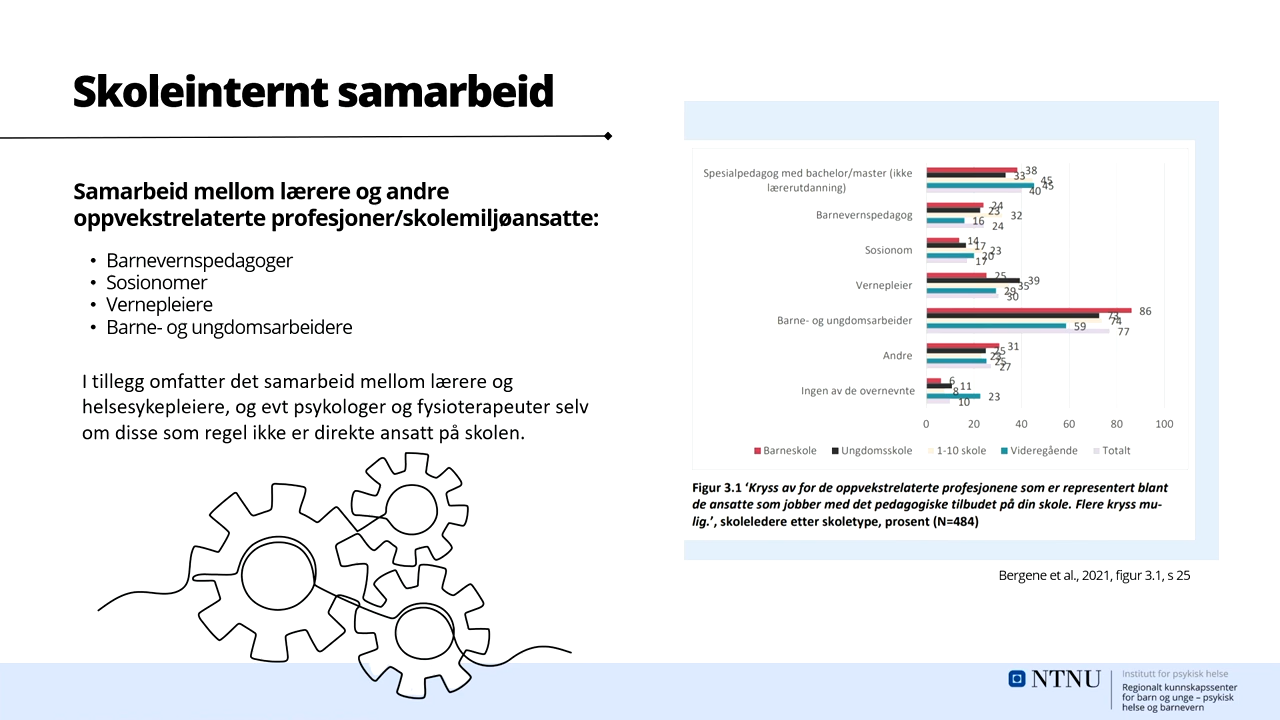 Skoleinternt samarbeid
Samarbeid mellom lærere og andre
oppvekstrelaterte profesjoner/skolemiljøansatte:
• Barnevernspedagoger
• Sosionomer
• Vernepleiere
• Barne- og ungdomsarbeidere
I tillegg omfatter det samarbeid mellom lærere og
helsesykepleiere, og evt psykologer og fysioterapeuter selv
om disse som regel ikke er direkte ansatt på skolen.
Spesialpedagog med bachelor/master (ikke
lærerutdanning)
38
33
45
45
40
Barnevernspedagog
24
23
32
16
24
Sosionom
14
17
23
20
17
Vernepleier
25
39
35
29
30
Barne- og ungdomsarbeider
86
73
74
59
77
Andre
31
25
25
27
Ingen av de overnevnte
6
11
8
23
10
0 20 40 60 80 100
Barneskole Ungdomsskole 1-10 skole Videregående Totalt
Figur 3.1 ‘Kryss av for de oppvekstrelaterte profesjonene som er representert blant
de ansatte som jobber med det pedagogiske tilbudet på din skole. Flere kryss mu-
lig.’, skoleledere etter skoletype, prosent (N=484)
Bergene et al., 2021, figur 3.1, s 25
NTNU
Institutt for psykisk helse
Regionalt kunnskapssenter
for barn og unge – psykisk
helse og barnevern